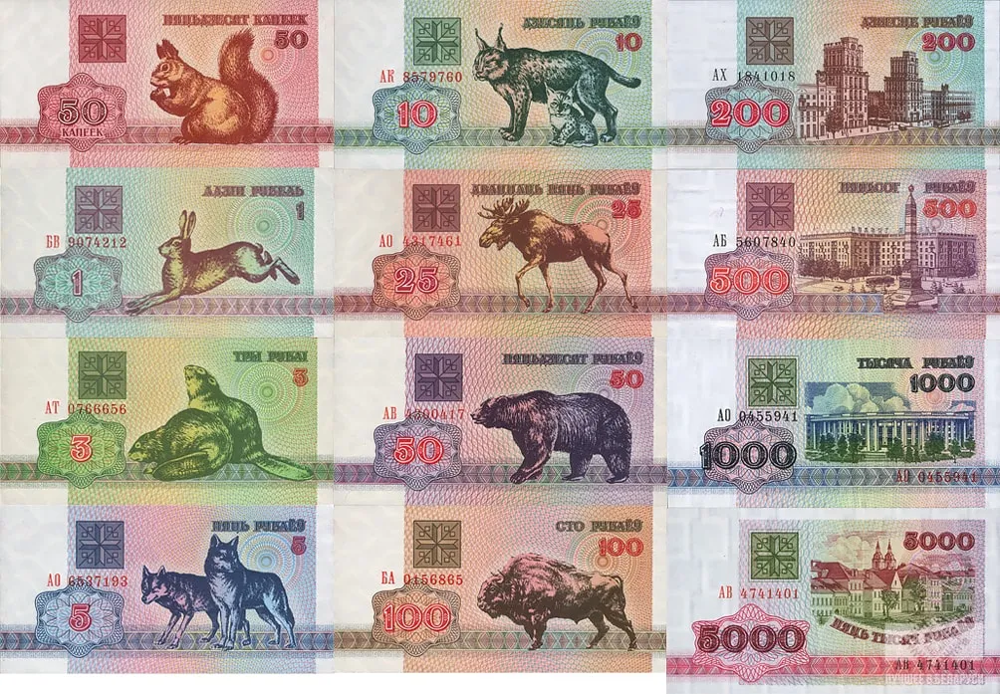 ПЯЦЬДЗЕСЯТ КАПЕЕК
50
50
КАПЕЕК
АДЗІН РУБЕЛЬ
1
БВ 9074212
1
ТРЫ РУБЛІ
3
АТ 0766656
3
ПЯЦЬ РУБЛЁЎ
5
АО 6537193
5
ДЗЕСЯЦЬ РУБЛЁЎ
10
АК 8579760
10
ДВАЦЦАЦЬ ПЯЦЬ РУБЛЁЎ
25
АО 4317461
25
ПЯЦЬДЗЕСЯТ РУБЛЁЎ
50
АВ 4300417
50
СТО РУБЛЁЎ
100
БА 0156865
100
ДЗВЕСЦЕ РУБЛЁЎ
200
АХ 1841018
200
ПЯЦЬСОТ РУБЛЁЎ
500
АБ 5607840
500
ТЫСЯЧА РУБЛЁЎ
1000
АО 0455941
1000
АО 0455941
5000
АВ 4741401
ПЯЦЬ ТЫСЯЧ РУБЛЁЎ
5000
АВ 4741401
ЛУЧШЕЕ В БЕЛАРУСИ